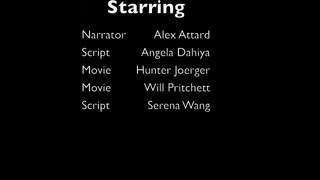 Starring
Narrator Alex Attard
Script Angela Dahiya
Movie Hunter Joerger
Movie Will Pritchett
Script Serena Wang